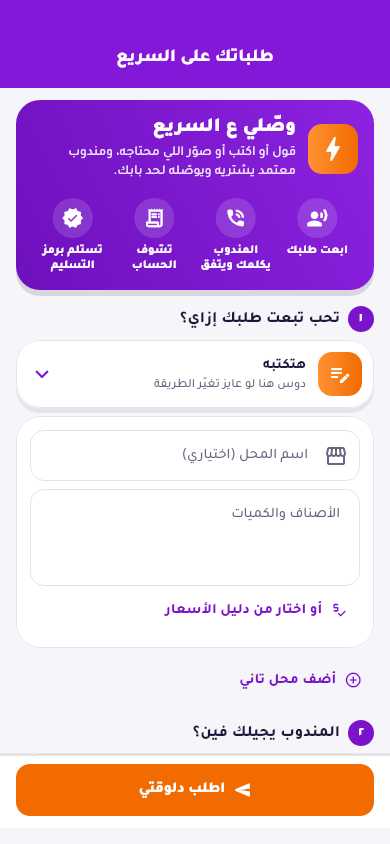 طلباتك على السريع
وصّلي ع السريع
قول أو اكتب أو صوّر اللي محتاجه، ومندوب
معتمد يشتريه ويوصّله لحد بابك.
ابعت طلبك
المندوب
يكلمك ويتفق
تشوف
الحساب
تستلم برمز
التسليم
١
تحب تبعت طلبك إزاي؟
هتكتبه
دوس هنا لو عايز تغيّر الطريقة
اسم المحل (اختياري)
الأصناف والكميات
أو اختار من دليل الأسعار
أضف محل تاني
٢
المندوب يجيلك فين؟
اطلب دلوقتي